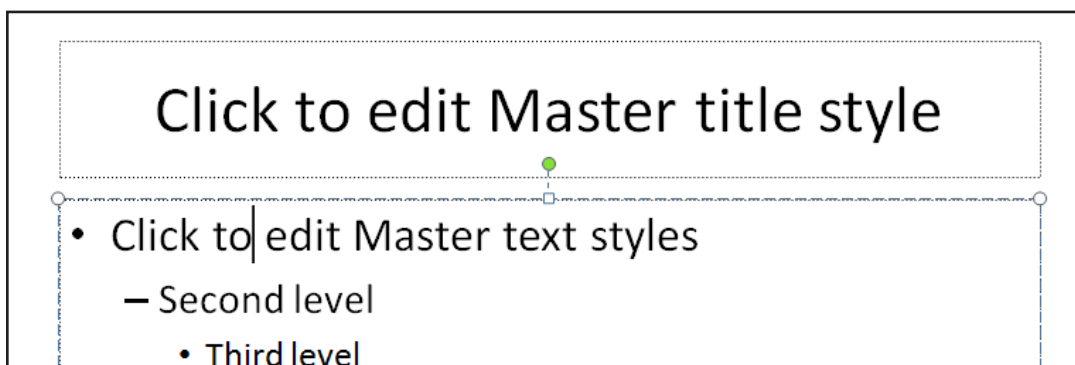 Click to edit Master title style
• Click to edit Master text styles
– Second level
• Third level